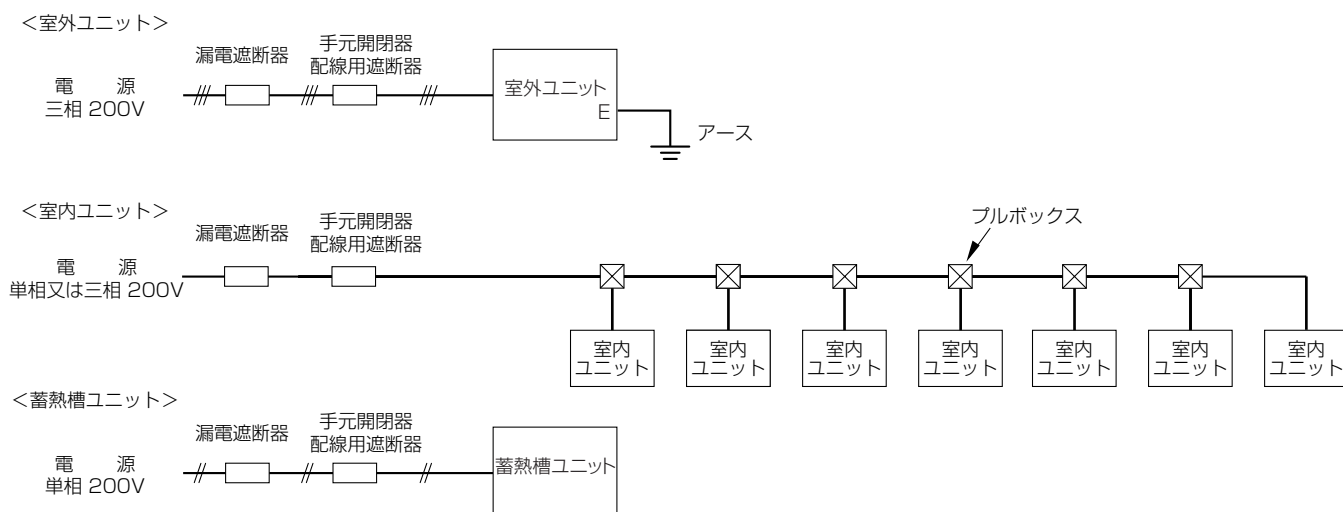 <室外ユニット>
漏電遮断器
手元開閉器
配線用遮断器
電 源
三相 200V
室外ユニット
E
アース
<室内ユニット>
漏電遮断器
手元開閉器
配線用遮断器
プルボックス
電 源
単相又は三相 200V
室内
ユニット
室内
ユニット
室内
ユニット
室内
ユニット
室内
ユニット
室内
ユニット
室内
ユニット
<蓄熱槽ユニット>
漏電遮断器
手元開閉器
配線用遮断器
電 源
単相 200V
蓄熱槽ユニット